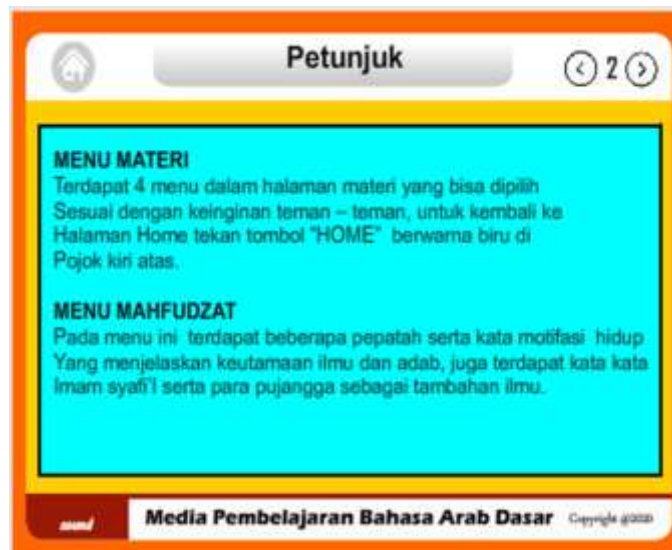 Petunjuk
2
MENU MATERI
Terdapat 4 menu dalam halaman materi yang bisa dipilih
Sesuai dengan keinginan teman – teman, untuk kembali ke
Halaman Home tekan tombol "HOME" berwarna biru di
Pojok kiri atas.
MENU MAHFUDZAT
Pada menu ini terdapat beberapa pepatah serta kata motifasi hidup
Yang menjelaskan keutamaan ilmu dan adab, juga terdapat kata kata
Imam syafi'I serta para pujangga sebagai tambahan ilmu.
sound
Media Pembelajaran Bahasa Arab Dasar
Copyright @2020